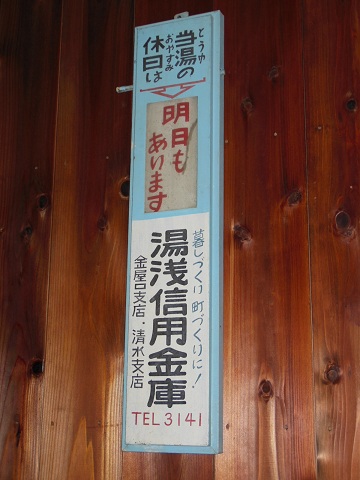 当湯の
とうゆ
休日は
おやすみ
明日も
あります
暮しづくり町づくりに!
湯浅信用金庫
金屋口支店・清水支店
TEL 3141